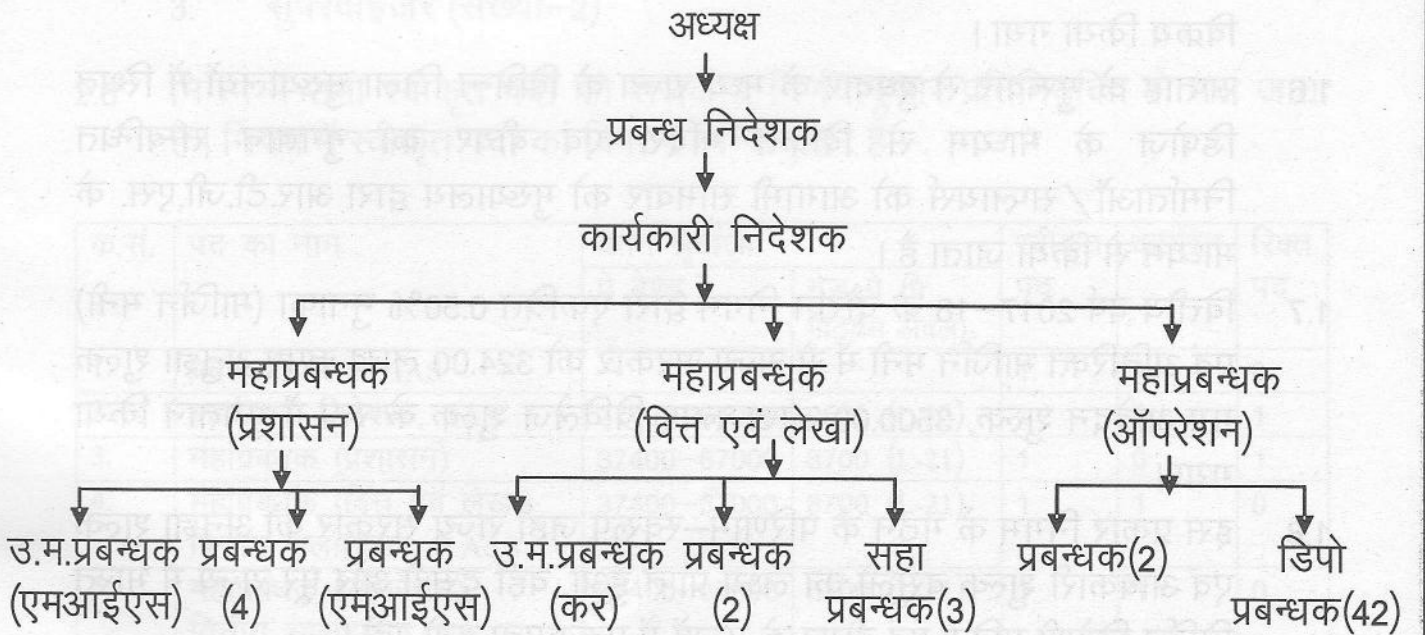 अध्यक्ष
प्रबन्ध निदेशक
कार्यकारी निदेशक
महाप्रबन्धक महाप्रबन्धक महाप्रबन्धक
(प्रशासन) (वित्त एवं लेखा) (ऑपरेशन)
उ.म..प्रबन्धक प्रबन्धक प्रबन्धक उ.म.प्रबन्धक प्रबन्धक सहा प्रबन्धक(2) डिपो
(एमआईएस) (4) (एमआईएस) (कर) (2) प्रबन्धक(3) प्रबन्धक(42)